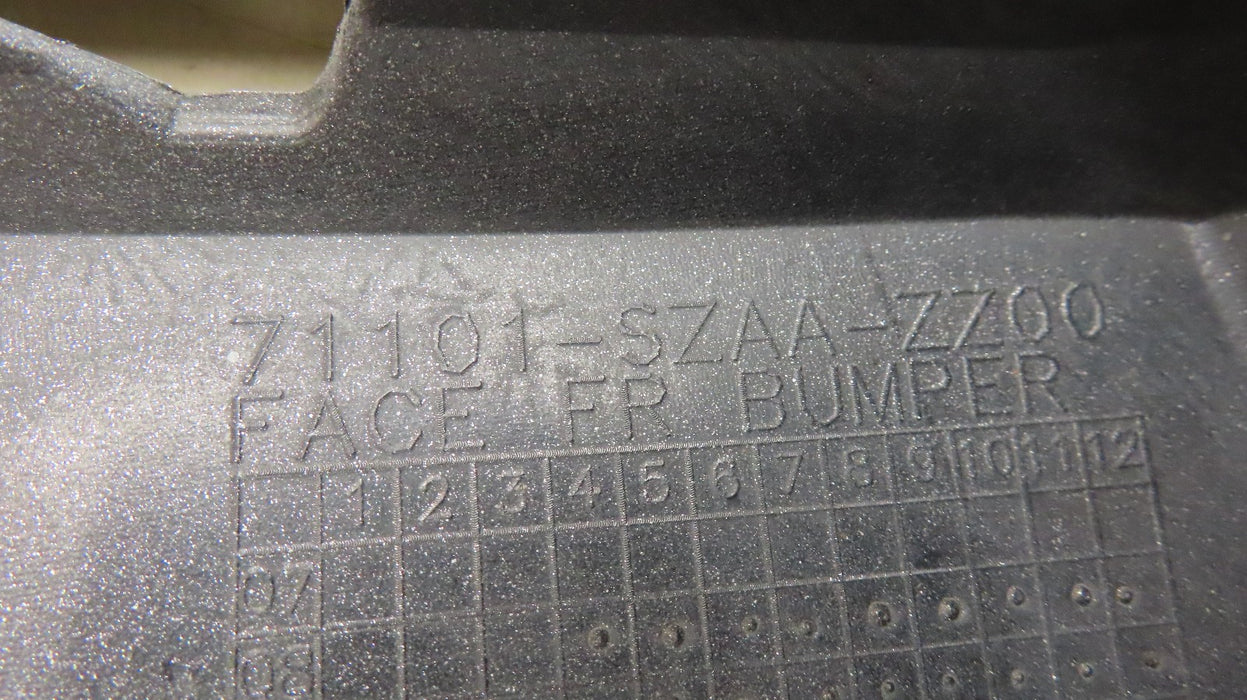 71101-SZAA-ZZ00
FACE FR BUMPER
1 2 3 4 5 6 7 8 9 10 11 12
07
08